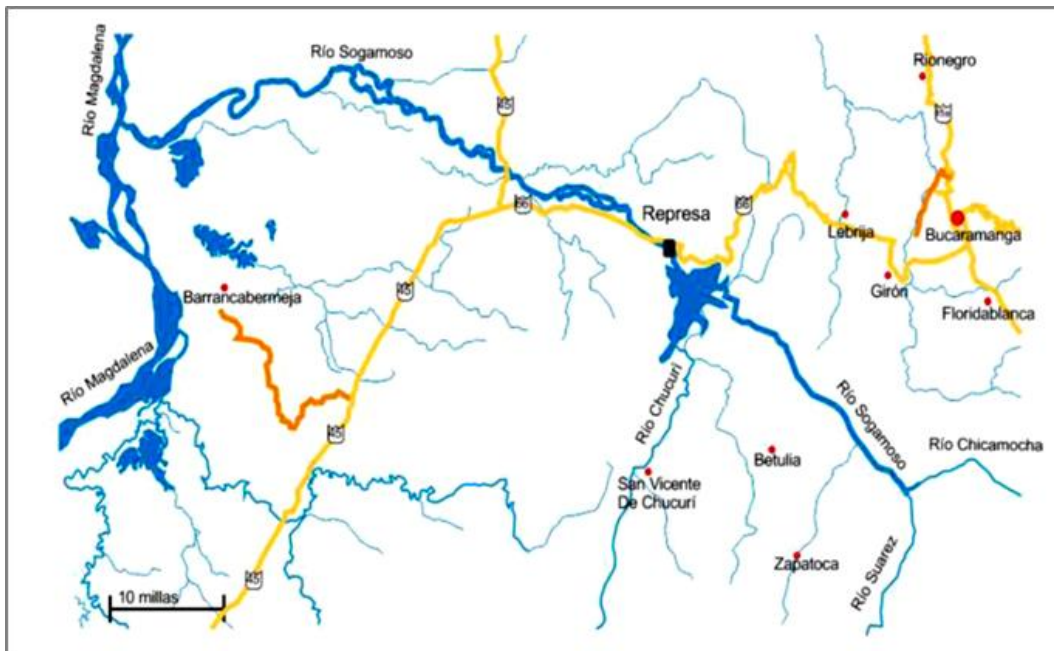 Río Magdalena
Río Sogamoso
45
Rionegro
45a
66
66
Represa
Lebrija
Bucaramanga
Girón
Floridablanca
45
Barrancabermeja
Río Magdalena
Río Chucurí
Río Sogamoso
45
Betulia
Río Chicamocha
San Vicente
De Chucurí
Zapatoca
Río Suarez
45
10 millas